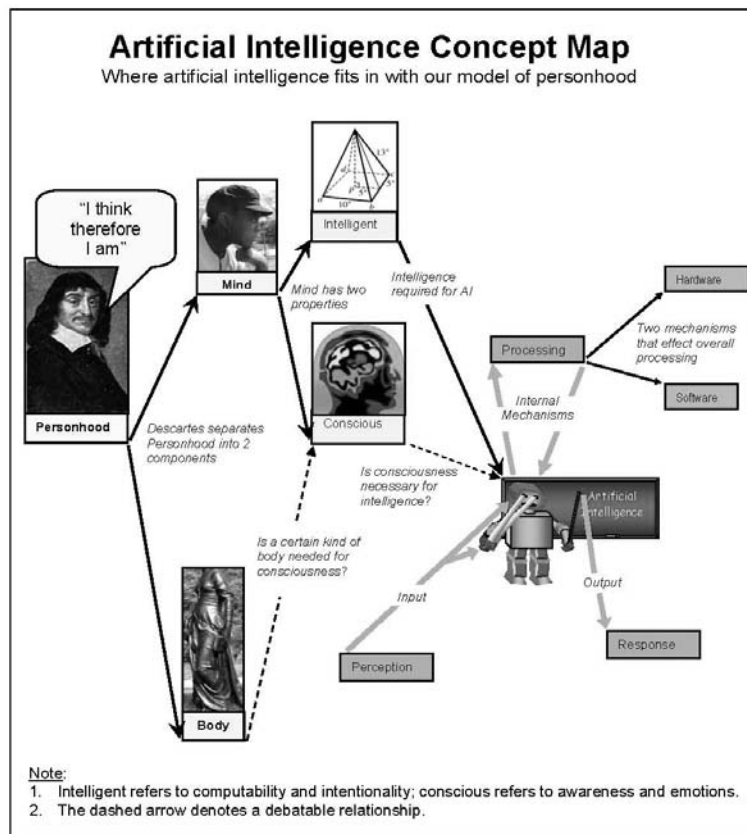 Artificial Intelligence Concept Map
Where artificial intelligence fits in with our model of personhood
"I think
therefore
I am"
Personhood
Mind
Descartes separates
Personhood into 2
components
Mind has two
properties
13"
5"
5"
10"
a
b
c
d
Intelligent
Conscious
Intelligence
required for AI
Is consciousness
necessary for
intelligence?
Is a certain kind of
body needed for
consciousness?
Body
Hardware
Processing
Two mechanisms
that effect overall
processing
Software
Internal
Mechanisms
Artificial
Intelligence
Input
Output
Perception
Response
Note:
1. Intelligent refers to computability and intentionality; conscious refers to awareness and emotions.
2. The dashed arrow denotes a debatable relationship.